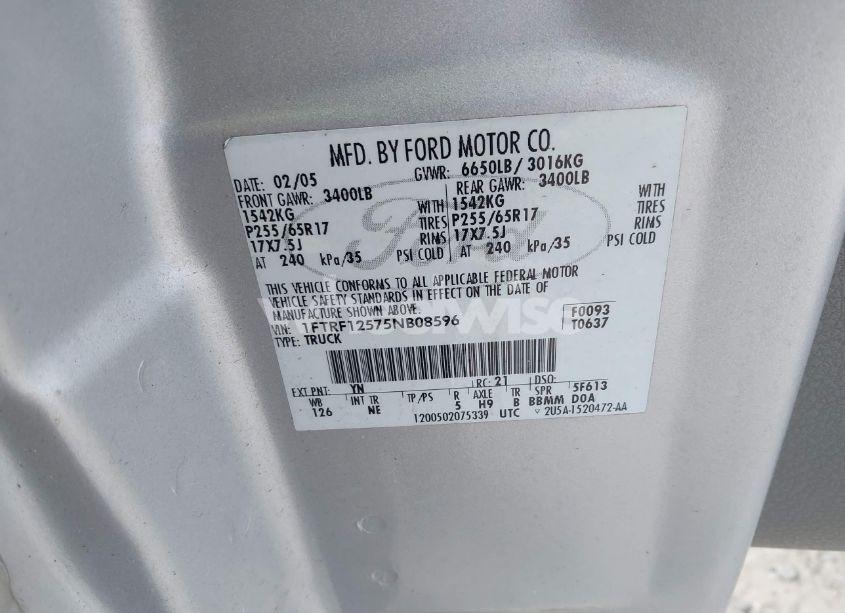 MFD. BY FORD MOTOR CO.
DATE: 02/05 GVWR: 6650LB/ 3016KG
FRONT GAWR: 3400LB REAR GAWR: 3400LB
1542KG WITH 1542KG WITH
P255/65R17 TIRES P255/65R17 TIRES
17X7.5J RIMS 17X7.5J RIMS
AT 240 kPa/35 PSI COLD AT 240 kPa/35 PSI COLD
Ford
THIS VEHICLE CONFORMS TO ALL APPLICABLE FEDERAL MOTOR
VEHICLE SAFETY STANDARDS IN EFFECT ON THE DATE OF
MANUFACTURE SHOWN ABOVE.
VIN: 1FTRF12575NB08596 F0093
TYPE: TRUCK T0637
EXT PNT: YN RC: 21 DSO:
WB INT TR TP/PS R AXLE TR SPR 5F613
126 NE 5 H9 B BBMM DOA
1200502075339 UTC 2U5A-1520472-AA